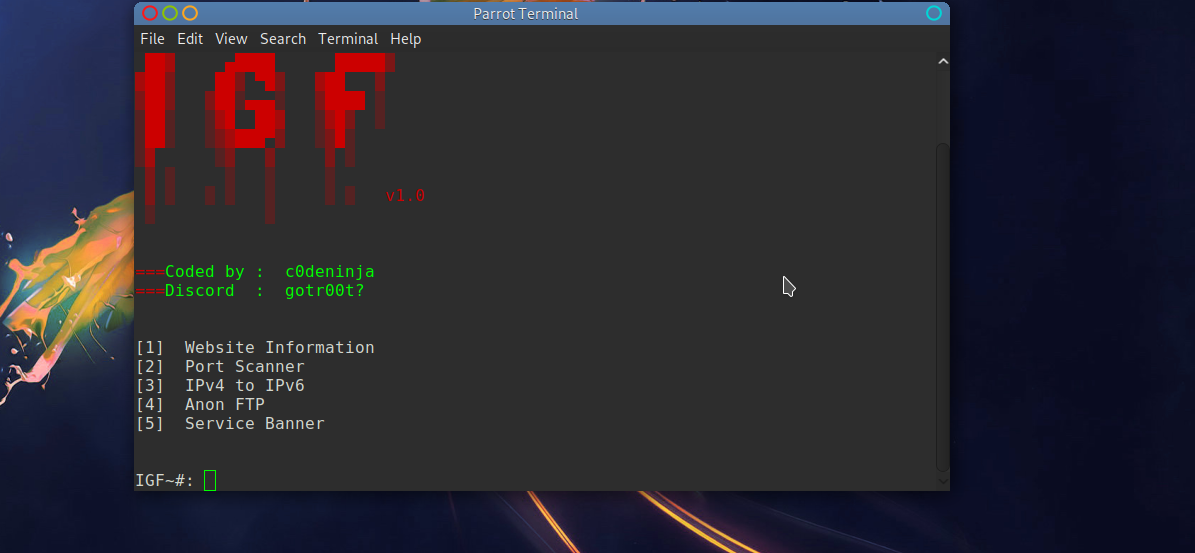 Parrot Terminal
File Edit View Search Terminal Help
IGF
v1.0
===Coded by :  c0deninja
===Discord  :  gotr00t?
[1]  Website Information
[2]  Port Scanner
[3]  IPv4 to IPv6
[4]  Anon FTP
[5]  Service Banner
IGF~#: